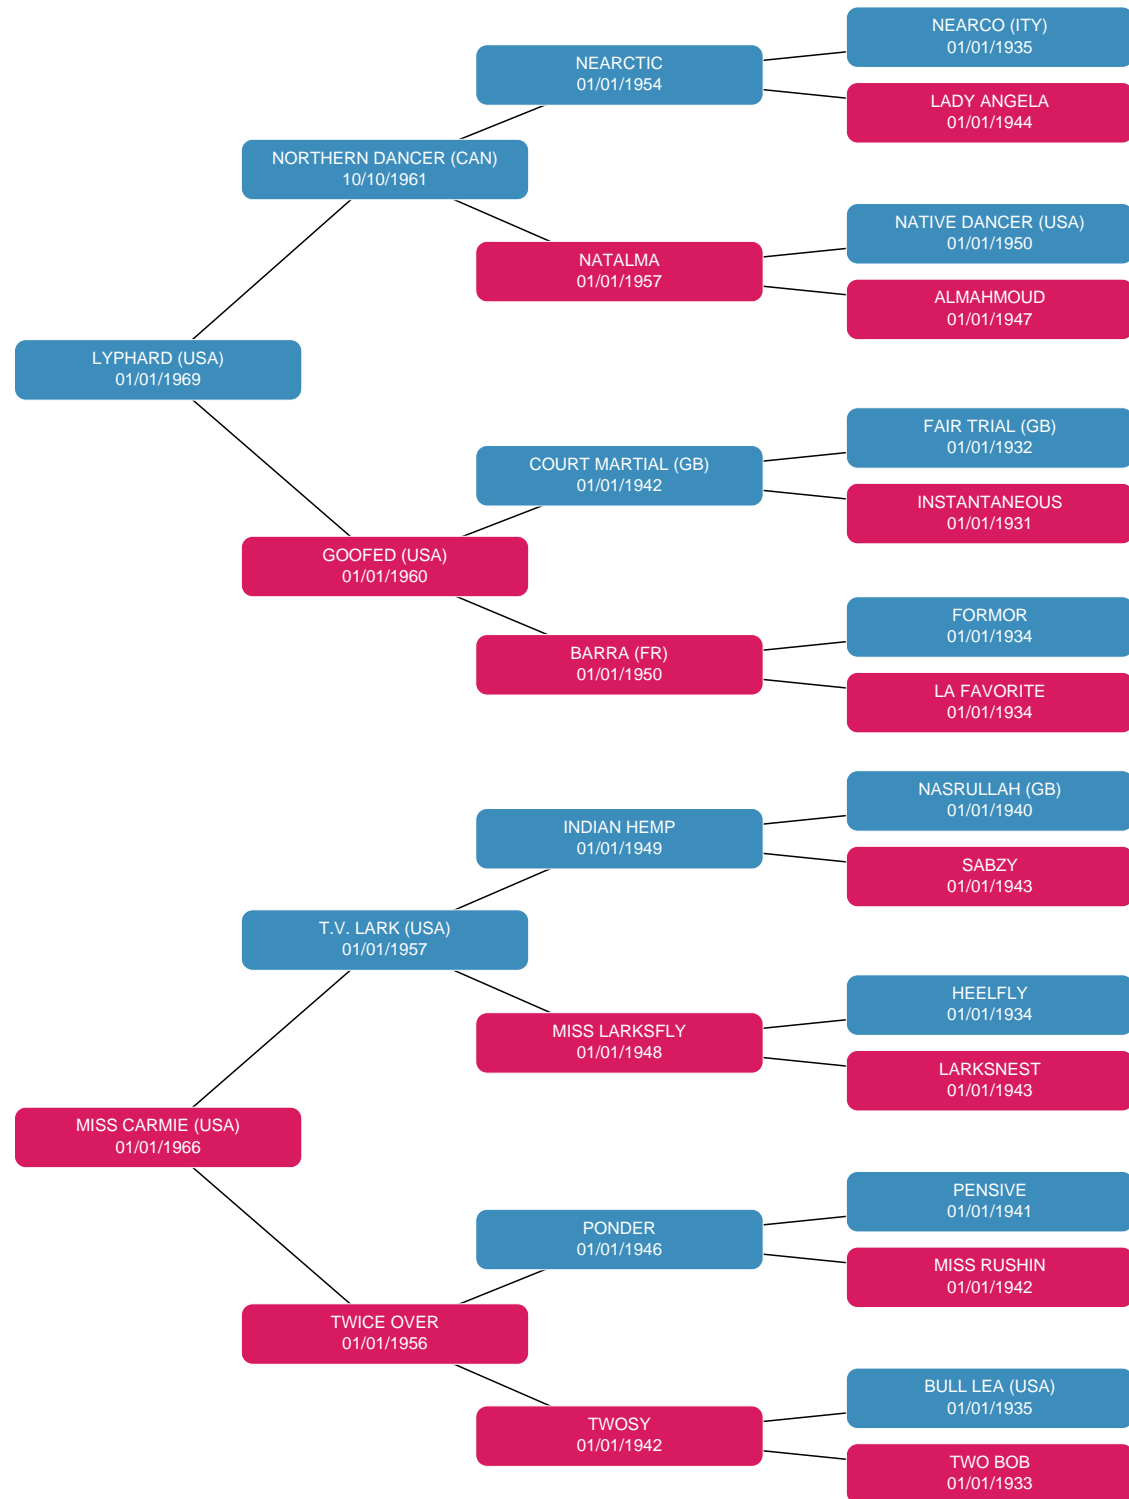 NEARCO (ITY)
01/01/1935
NEARCTIC
01/01/1954
LADY ANGELA
01/01/1944
NORTHERN DANCER (CAN)
10/10/1961
NATIVE DANCER (USA)
01/01/1950
NATALMA
01/01/1957
ALMAHMOUD
01/01/1947
LYPHARD (USA)
01/01/1969
FAIR TRIAL (GB)
01/01/1932
COURT MARTIAL (GB)
01/01/1942
INSTANTANEOUS
01/01/1931
GOOFED (USA)
01/01/1960
FORMOR
01/01/1934
BARRA (FR)
01/01/1950
LA FAVORITE
01/01/1934
NASRULLAH (GB)
01/01/1940
INDIAN HEMP
01/01/1949
SABZY
01/01/1943
T.V. LARK (USA)
01/01/1957
HEELFLY
01/01/1934
MISS LARKSFLY
01/01/1948
LARKSNEST
01/01/1943
MISS CARMIE (USA)
01/01/1966
PENSIVE
01/01/1941
PONDER
01/01/1946
MISS RUSHIN
01/01/1942
TWICE OVER
01/01/1956
BULL LEA (USA)
01/01/1935
TWOSY
01/01/1942
TWO BOB
01/01/1933